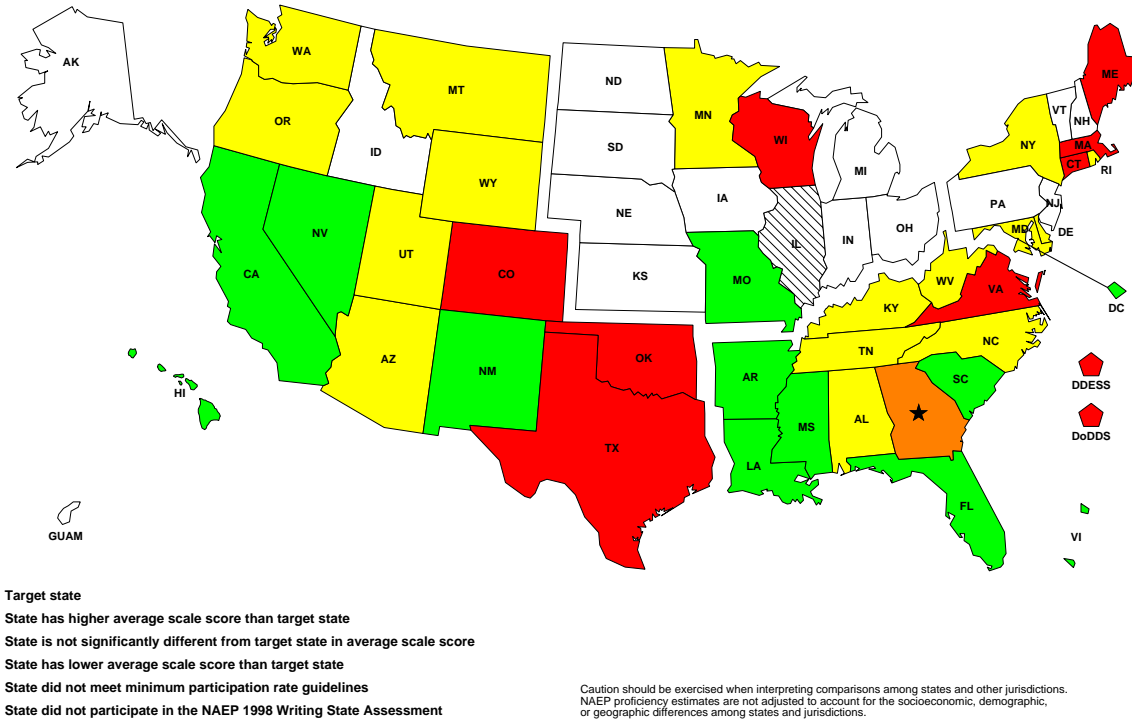 AK
WA
MT
ND
MN
ME
VT
NH
OR
ID
SD
WI
NY
MA
CT
RI
WY
MI
IA
NE
PA
NJ
NV
UT
CA
CO
KS
MO
IL
IN
OH
MD
DE
WV
VA
KY
DC
AZ
NM
OK
TN
NC
AR
SC
DDESS
HI
TX
MS
AL
LA
DoDDS
FL
GUAM
VI
Target state
State has higher average scale score than target state
State is not significantly different from target state in average scale score
State has lower average scale score than target state
State did not meet minimum participation rate guidelines
State did not participate in the NAEP 1998 Writing State Assessment
Caution should be exercised when interpreting comparisons among states and other jurisdictions.
NAEP proficiency estimates are not adjusted to account for the socioeconomic, demographic,
or geographic differences among states and jurisdictions.